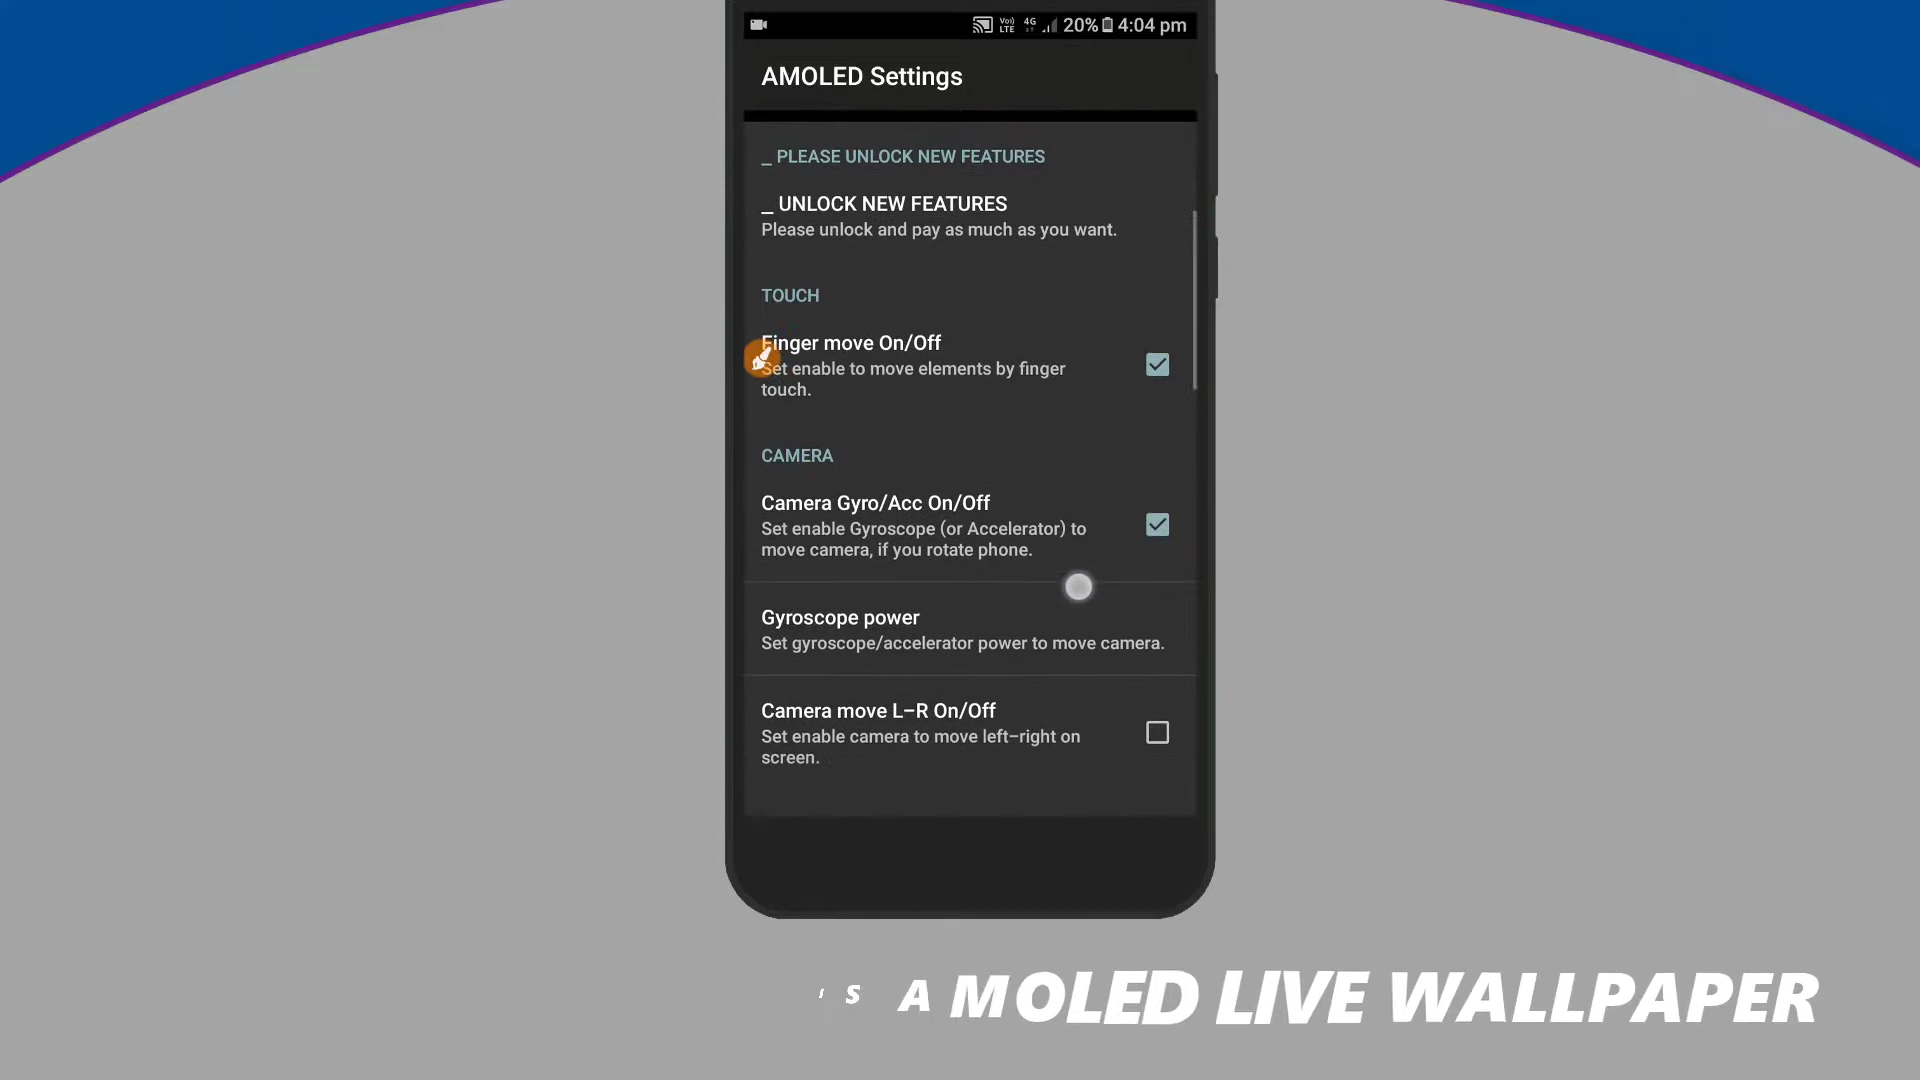 Vo) LTE 4G 20% 4:04 pm
AMOLED Settings
_ PLEASE UNLOCK NEW FEATURES
_ UNLOCK NEW FEATURES
Please unlock and pay as much as you want.
TOUCH
Finger move On/Off
Set enable to move elements by finger
touch.
CAMERA
Camera Gyro/Acc On/Off
Set enable Gyroscope (or Accelerator) to
move camera, if you rotate phone.
Gyroscope power
Set gyroscope/accelerator power to move camera.
Camera move L–R On/Off
Set enable camera to move left–right on
screen.
S AMOLED LIVE WALLPAPER